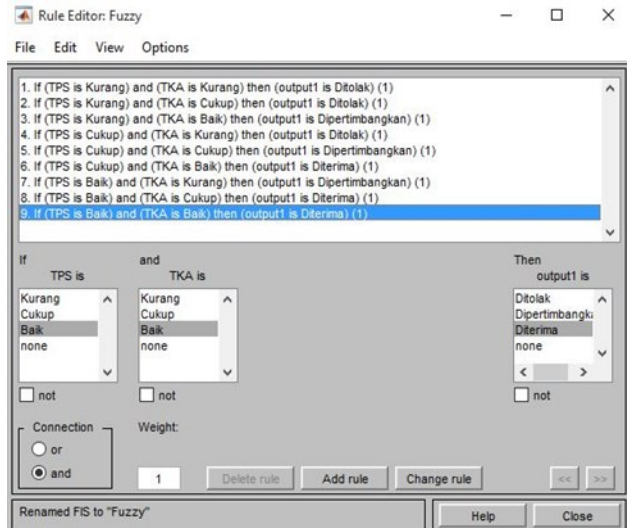 Rule Editor: Fuzzy
File Edit View Options
1. If (TPS is Kurang) and (TKA is Kurang) then (output1 is Ditolak) (1)
2. If (TPS is Kurang) and (TKA is Cukup) then (output1 is Ditolak) (1)
3. If (TPS is Kurang) and (TKA is Baik) then (output1 is Dipertimbangkan) (1)
4. If (TPS is Cukup) and (TKA is Kurang) then (output1 is Ditolak) (1)
5. If (TPS is Cukup) and (TKA is Cukup) then (output1 is Dipertimbangkan) (1)
6. If (TPS is Cukup) and (TKA is Baik) then (output1 is Diterima) (1)
7. If (TPS is Baik) and (TKA is Kurang) then (output1 is Dipertimbangkan) (1)
8. If (TPS is Baik) and (TKA is Cukup) then (output1 is Diterima) (1)
9. If (TPS is Baik) and (TKA is Baik) then (output1 is Diterima) (1)
If and Then
TPS is TKA is output1 is
Kurang Kurang Ditolak
Cukup Cukup Dipertimbangka
Baik Baik Diterima
none none none
not not not
Connection Weight:
or
and 1 Delete rule Add rule Change rule << >>
Renamed FIS to "Fuzzy" Help Close